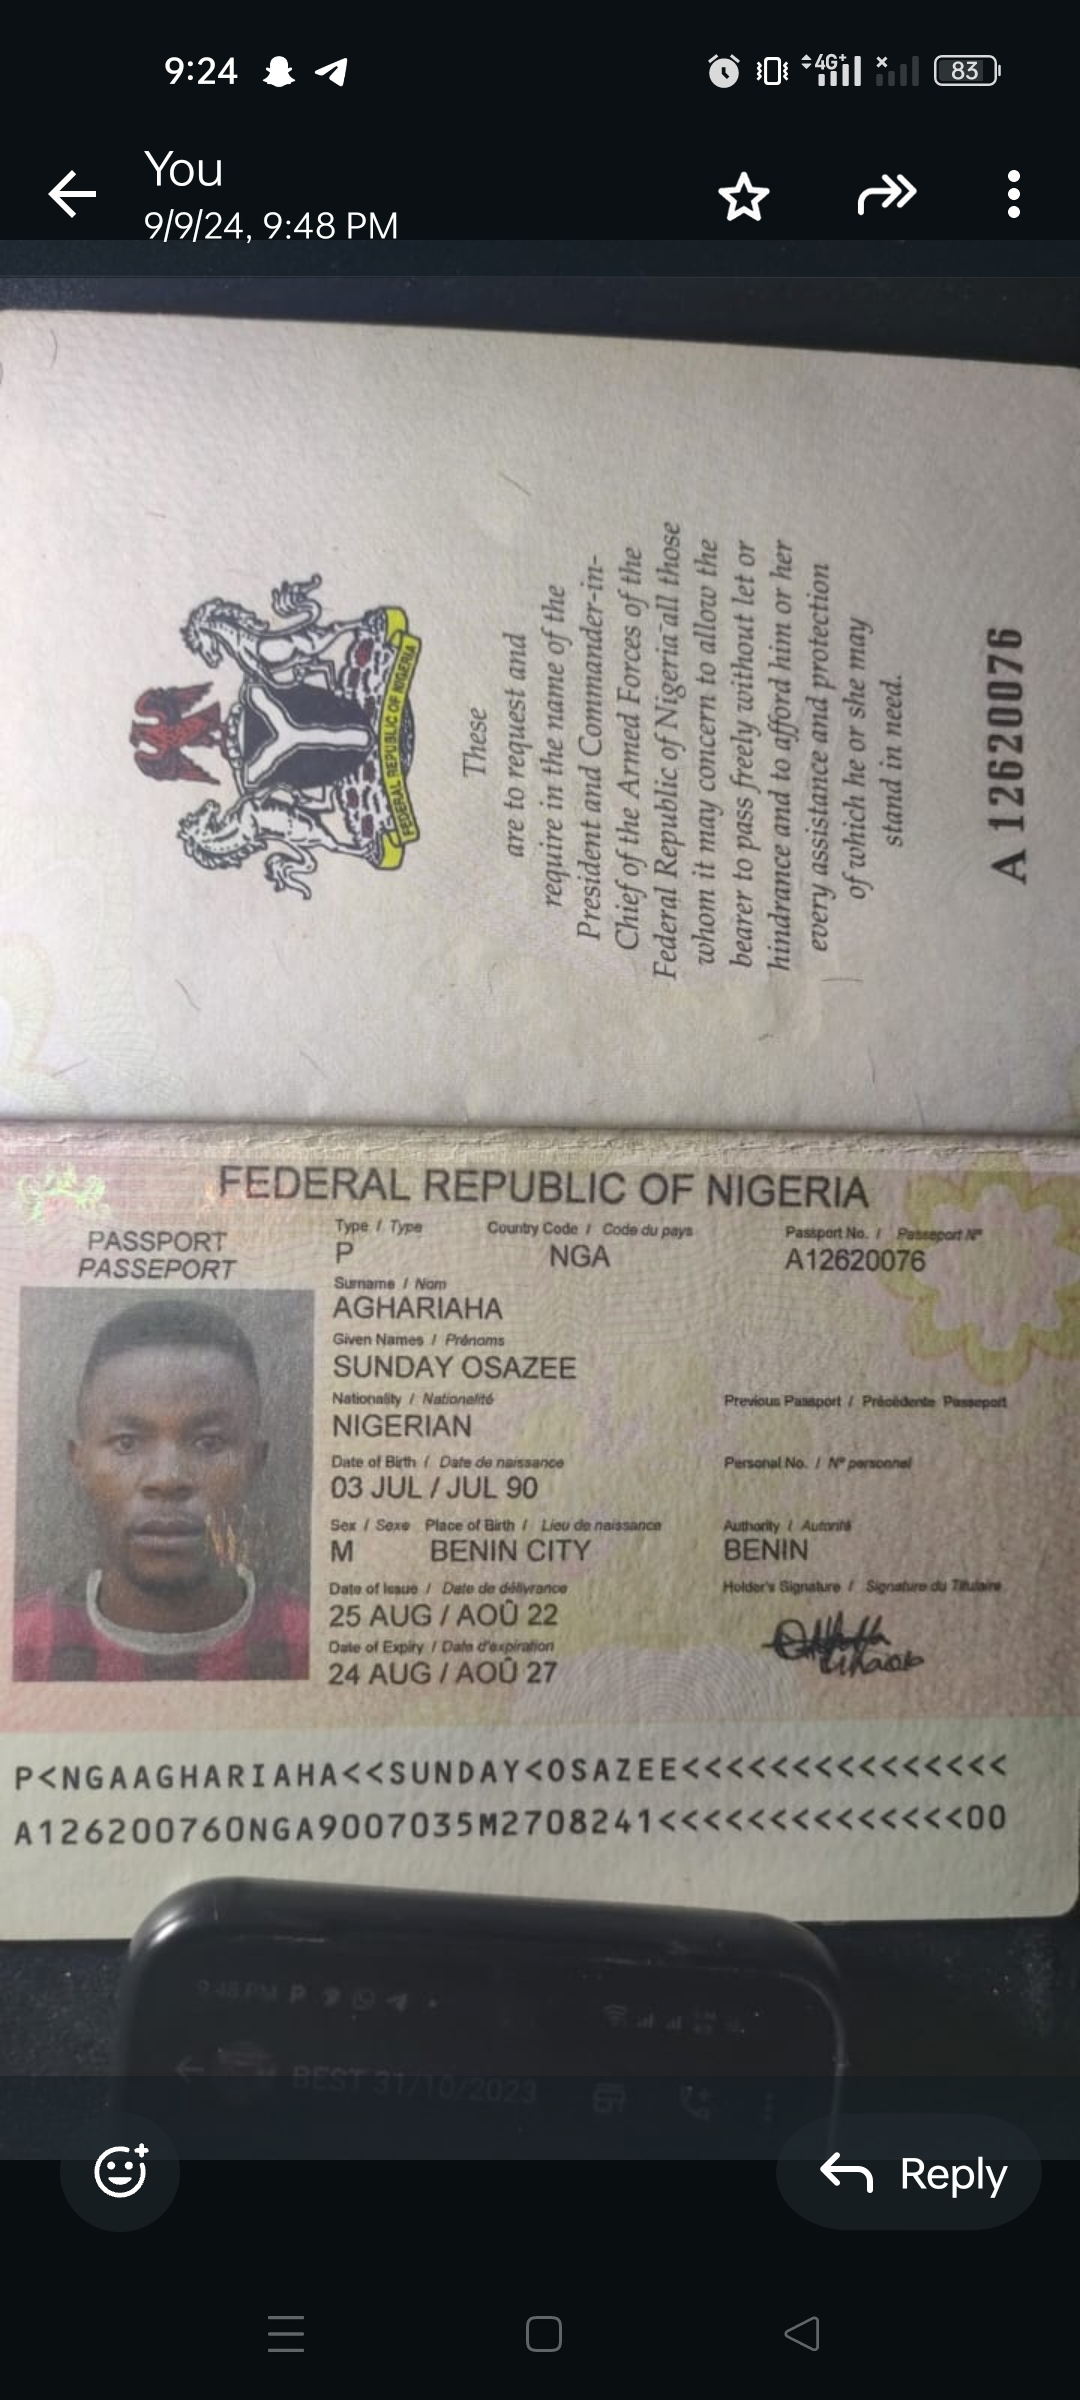 9:24
4G+
83
You
9/9/24, 9:48 PM
FEDERAL REPUBLIC OF NIGERIA
These
are to request and
require in the name of the
President and Commander-in-
Chief of the Armed Forces of the
Federal Republic of Nigeria all those
whom it may concern to allow the
bearer to pass freely without let or
hindrance and to afford him or her
every assistance and protection
of which he or she may
stand in need.
A 12620076
FEDERAL REPUBLIC OF NIGERIA
PASSPORT
PASSEPORT
Type / Type Country Code / Code du pays Passport No. / Passeport Nº
P NGA A12620076
Surname / Nom
AGHARIAHA
Given Names / Prénoms
SUNDAY OSAZEE
Nationality / Nationalité Previous Passport / Précédente Passeport
NIGERIAN
Date of Birth / Date de naissance Personal No. / Nº personnel
03 JUL / JUL 90
Sex / Sexe Place of Birth / Lieu de naissance Authority / Autorité
M BENIN CITY BENIN
Date of Issue / Date de délivrance Holder's Signature / Signature du Titulaire
25 AUG / AOÛ 22
Date of Expiry / Date d'expiration
24 AUG / AOÛ 27
P<NGAAGHARIAHA<<SUNDAY<OSAZEE<<<<<<<<<<<<<<<
A126200760NGA9007035M2708241<<<<<<<<<<<<<<00
9:48 PM
BEST 31/10/2023
Reply